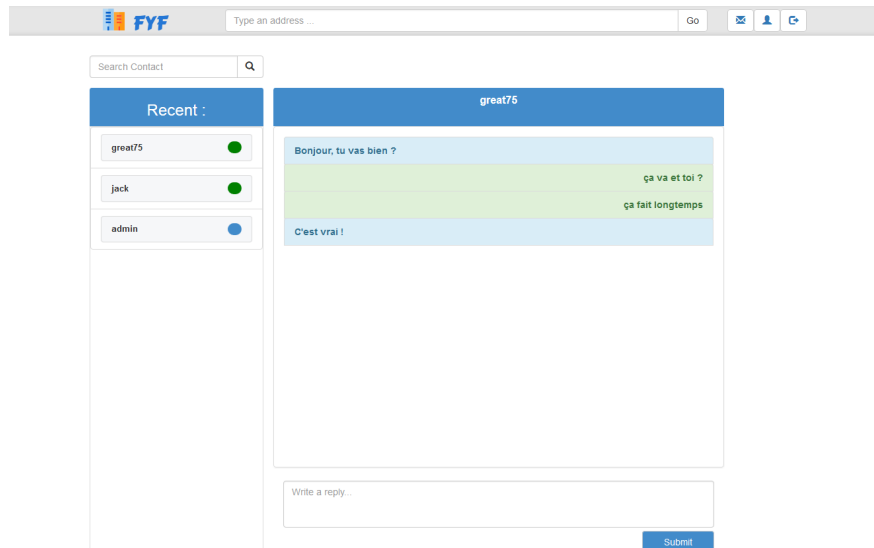 FYF
Type an address ...
Go
Search Contact
Recent :
great75
jack
admin
great75
Bonjour, tu vas bien ?
ça va et toi ?
ça fait longtemps
C'est vrai !
Write a reply...
Submit